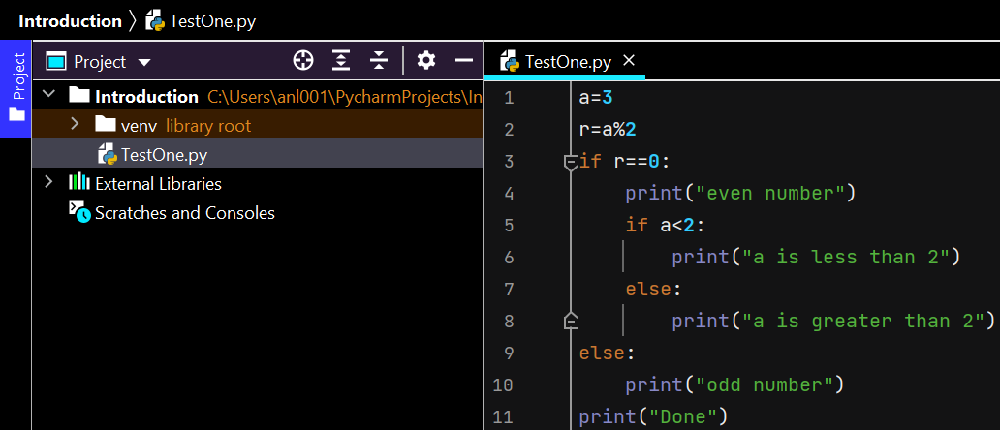 Introduction TestOne.py
Project
Project
Introduction C:\Users\anl001\PycharmProjects\In
venv library root
TestOne.py
External Libraries
Scratches and Consoles
TestOne.py
1 a=3
2 r=a%2
3 if r==0:
4     print("even number")
5     if a<2:
6         print("a is less than 2")
7     else:
8         print("a is greater than 2")
9 else:
10     print("odd number")
11 print("Done")